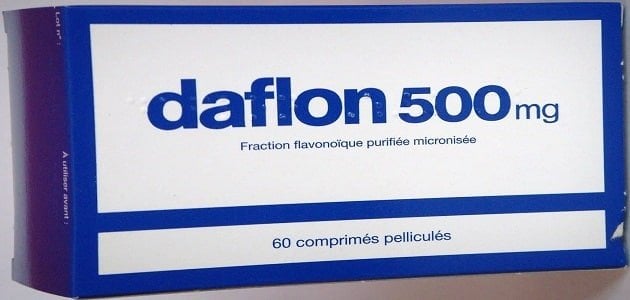 daflon 500 mg
Fraction flavonoïque purifiée micronisée
60 comprimés pelliculés
Lot n° :
A utiliser avant :